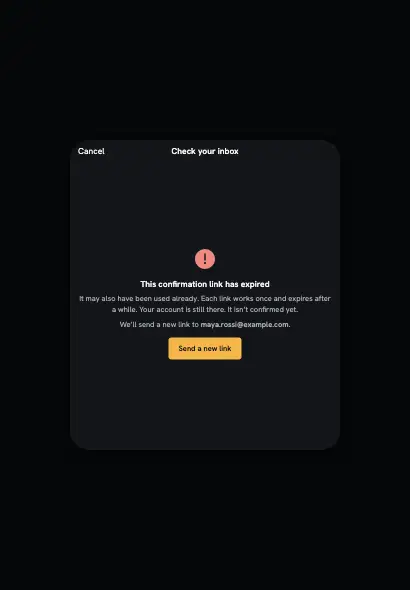 Cancel
Check your inbox
This confirmation link has expired
It may also have been used already. Each link works once and expires after
a while. Your account is still there. It isn't confirmed yet.
We'll send a new link to maya.rossi@example.com.
Send a new link